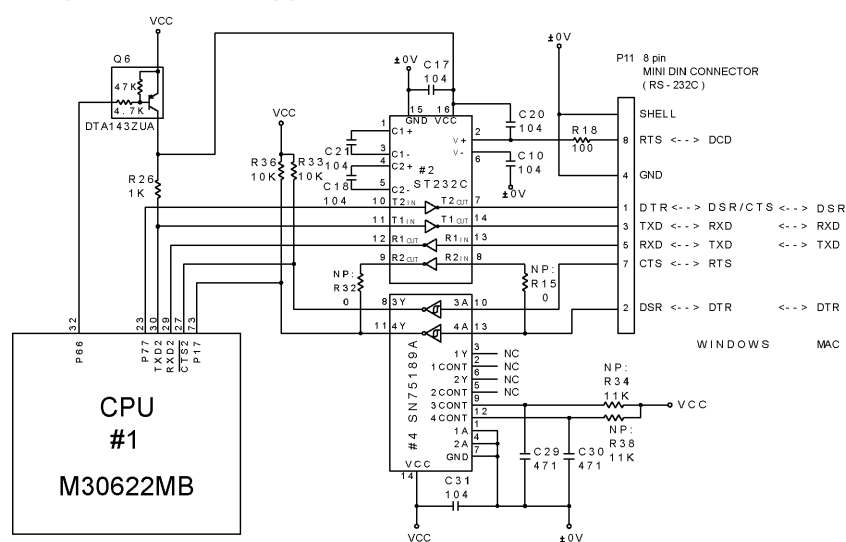 VCC
Q6
47K
4.7K
DTA143ZUA
R26
1K
VCC
R36
10K
R33
10K
±0V
C17
104
15
16
GND VCC
1
C1+
C21
104
3
C1-
4
C2+
C18
104
5
C2-
#2
ST232C
V+
2
V-
6
C20
104
C10
104
±0V
R18
100
10
T2IN
T2OUT
7
11
T1IN
T1OUT
14
12
R1OUT
R1IN
13
9
R2OUT
R2IN
8
NP:
R32
0
NP:
R15
0
±0V
P11 8 pin
MINI DIN CONNECTOR
(RS-232C)
SHELL
8 RTS <--> DCD
4 GND
1 DTR <--> DSR/CTS <--> DSR
3 TXD <--> RXD <--> RXD
5 RXD <--> TXD <--> TXD
7 CTS <--> RTS
2 DSR <--> DTR <--> DTR
WINDOWS MAC
8 3Y
3A 10
11 4Y
4A 13
#4 SN75189A
1Y 3 NC
1CONT 2 NC
2Y 6 NC
2CONT 5 NC
3CONT 9
4CONT 12
1A 1
2A 4
GND 7
VCC
14
NP:
R34
11K
VCC
NP:
R38
11K
C29
471
C30
471
C31
104
VCC
±0V
32
23
30
29
27
73
P66
P77
TXD2
RXD2
CTS2
P17
CPU
#1
M30622MB